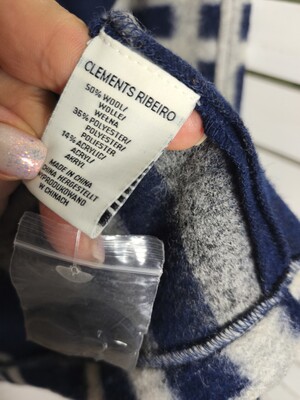 CLEMENTS RIBEIRO
50% WOOL/
WOLLE/
WEŁNA
36% POLYESTER/
POLYESTER/
POLIESTER
14% ACRYLIC/
ACRYL/
AKRYL
MADE IN CHINA
CHINA HERGESTELLT
WYPRODUKOWANO
W CHINACH